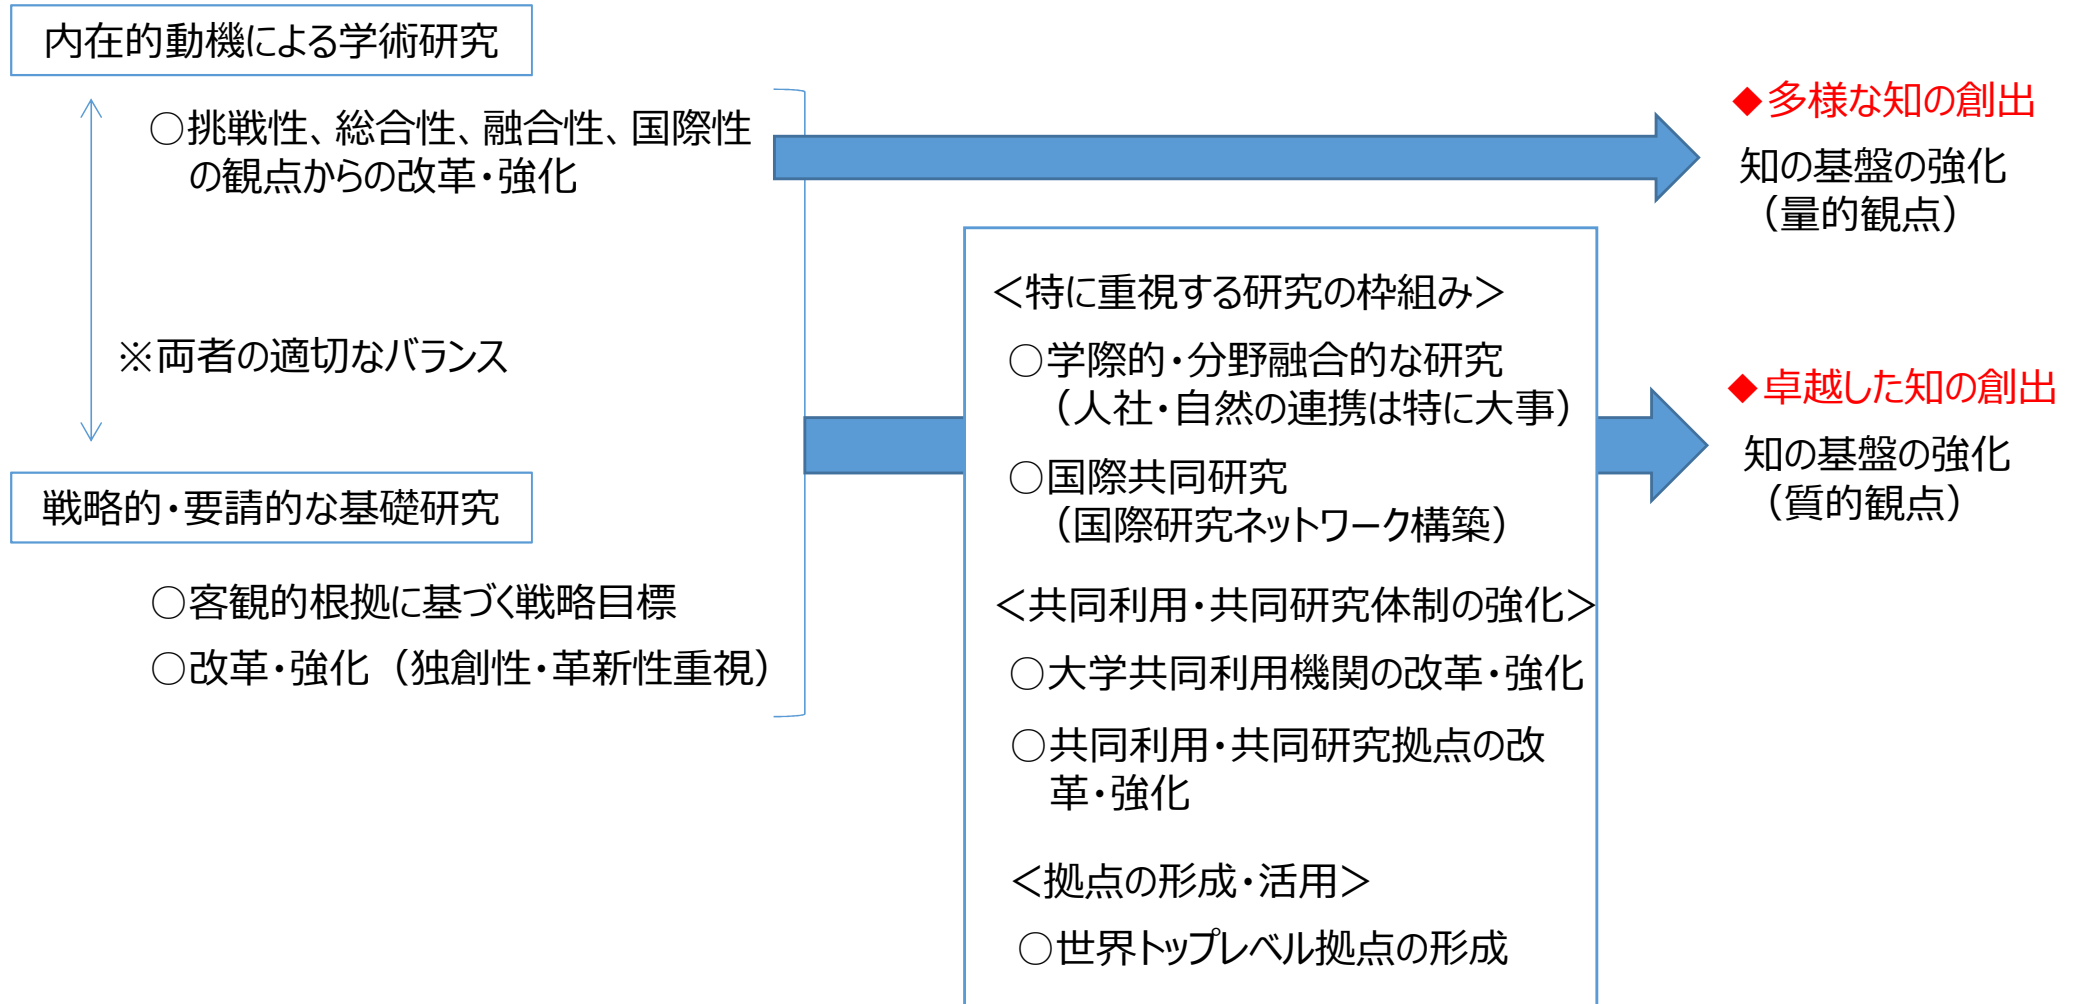 内在的動機による学術研究
○挑戦性、総合性、融合性、国際性
の観点からの改革・強化
※両者の適切なバランス
戦略的・要請的な基礎研究
○客観的根拠に基づく戦略目標
○改革・強化（独創性・革新性重視）
＜特に重視する研究の枠組み＞
○学際的・分野融合的な研究
（人社・自然の連携は特に大事）
○国際共同研究
（国際研究ネットワーク構築）
＜共同利用・共同研究体制の強化＞
○大学共同利用機関の改革・強化
○共同利用・共同研究拠点の改
革・強化
＜拠点の形成・活用＞
○世界トップレベル拠点の形成
◆多様な知の創出
知の基盤の強化
（量的観点）
◆卓越した知の創出
知の基盤の強化
（質的観点）